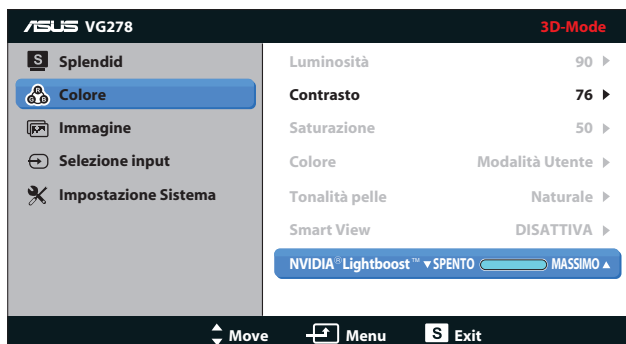 ASUS VG278 3D-Mode
S Splendid
Colore
Immagine
Selezione input
Impostazione Sistema
Luminosità 90
Contrasto 76
Saturazione 50
Colore Modalità Utente
Tonalità pelle Naturale
Smart View DISATTIVA
NVIDIA® Lightboost™ ▼ SPENTO MASSIMO ▲
Move Menu S Exit